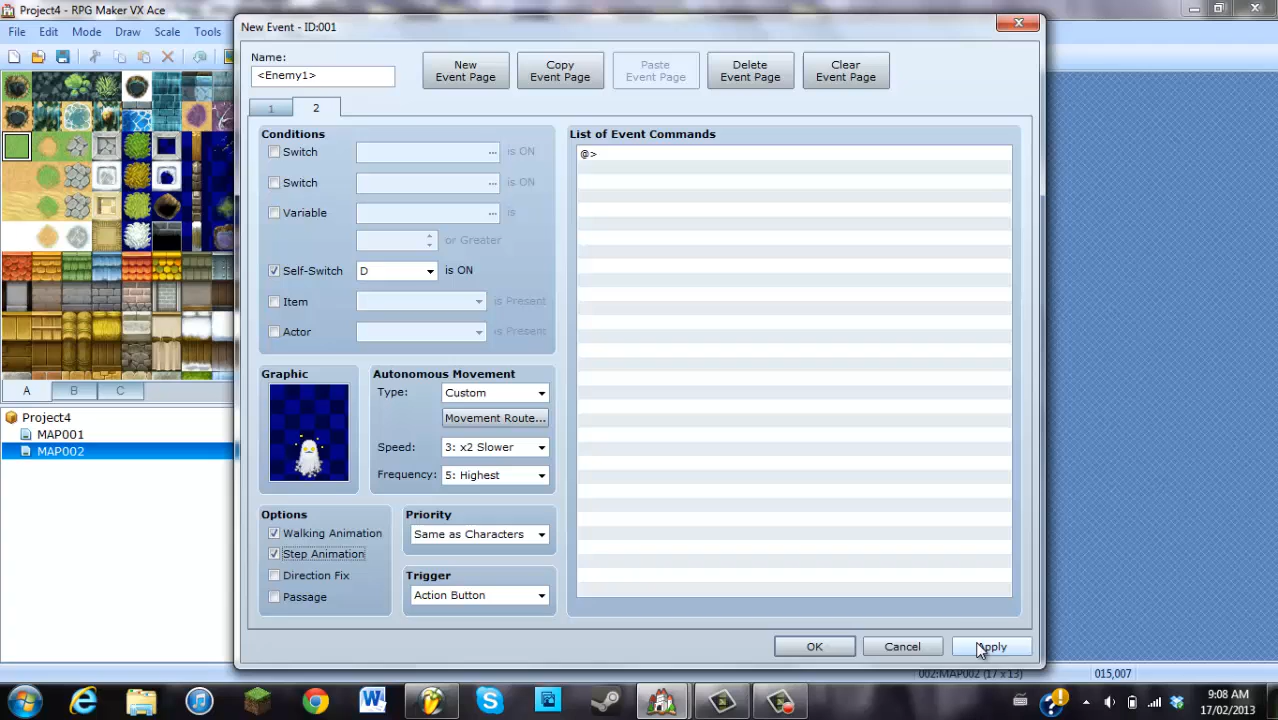 Project4 - RPG Maker VX Ace
File Edit Mode Draw Scale Tools
New Event - ID:001
Name:
<Enemy1>
New Event Page
Copy Event Page
Paste Event Page
Delete Event Page
Clear Event Page
1 2
Conditions
Switch ... is ON
Switch ... is ON
Variable ... is
or Greater
Self-Switch D is ON
Item is Present
Actor is Present
List of Event Commands
@>
Graphic
Autonomous Movement
Type: Custom
Movement Route...
Speed: 3: x2 Slower
Frequency: 5: Highest
Options
Walking Animation
Step Animation
Direction Fix
Passage
Priority
Same as Characters
Trigger
Action Button
OK Cancel Apply
A B C
Project4
MAP001
MAP002
002:MAP002 (17 x 13) 015,007
9:08 AM
17/02/2013